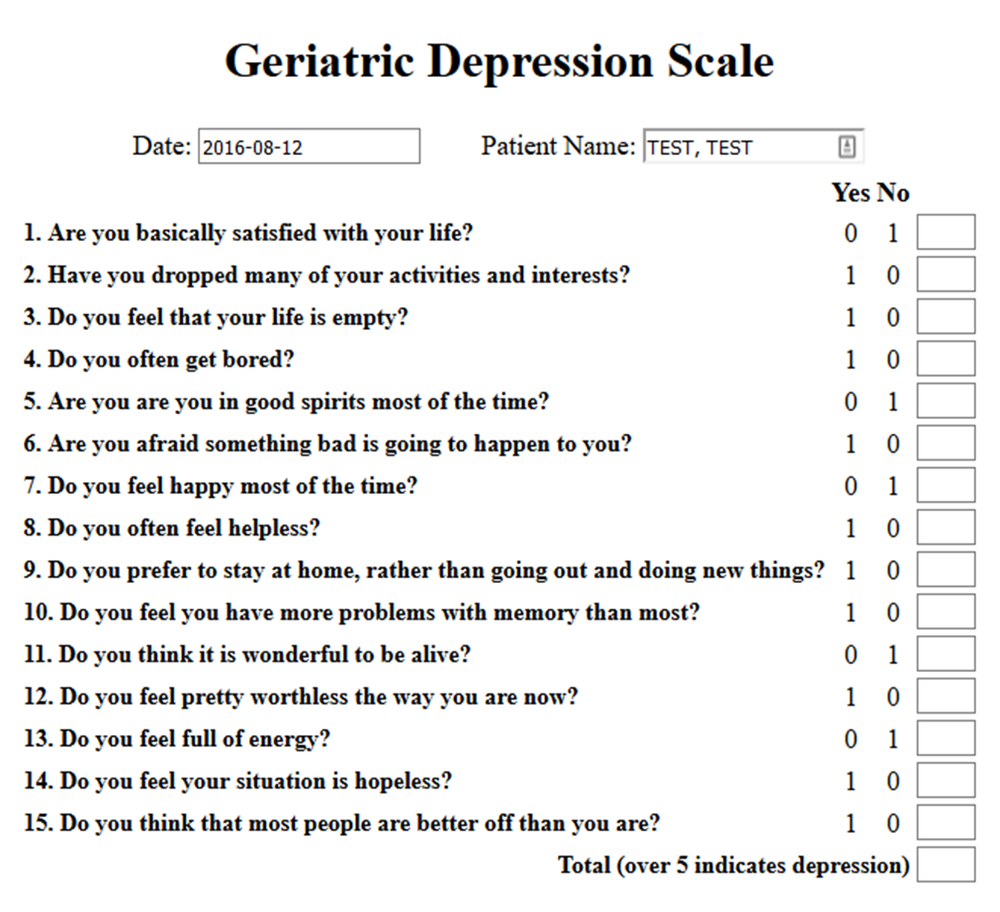 Geriatric Depression Scale
Date: 2016-08-12 Patient Name: TEST, TEST
Yes No
1. Are you basically satisfied with your life? 0 1
2. Have you dropped many of your activities and interests? 1 0
3. Do you feel that your life is empty? 1 0
4. Do you often get bored? 1 0
5. Are you are you in good spirits most of the time? 0 1
6. Are you afraid something bad is going to happen to you? 1 0
7. Do you feel happy most of the time? 0 1
8. Do you often feel helpless? 1 0
9. Do you prefer to stay at home, rather than going out and doing new things? 1 0
10. Do you feel you have more problems with memory than most? 1 0
11. Do you think it is wonderful to be alive? 0 1
12. Do you feel pretty worthless the way you are now? 1 0
13. Do you feel full of energy? 0 1
14. Do you feel your situation is hopeless? 1 0
15. Do you think that most people are better off than you are? 1 0
Total (over 5 indicates depression)